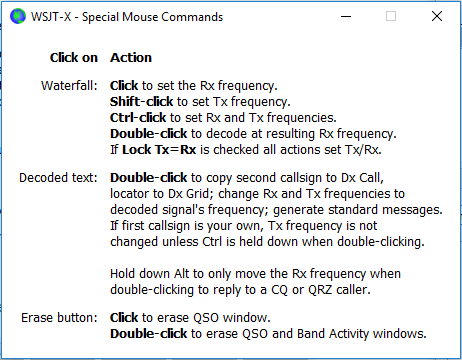 WSJT-X - Special Mouse Commands
Click on Action
Waterfall: Click to set the Rx frequency.
Shift-click to set Tx frequency.
Ctrl-click to set Rx and Tx frequencies.
Double-click to decode at resulting Rx frequency.
If Lock Tx=Rx is checked all actions set Tx/Rx.
Decoded text: Double-click to copy second callsign to Dx Call,
locator to Dx Grid; change Rx and Tx frequencies to
decoded signal's frequency; generate standard messages.
If first callsign is your own, Tx frequency is not
changed unless Ctrl is held down when double-clicking.
Hold down Alt to only move the Rx frequency when
double-clicking to reply to a CQ or QRZ caller.
Erase button: Click to erase QSO window.
Double-click to erase QSO and Band Activity windows.